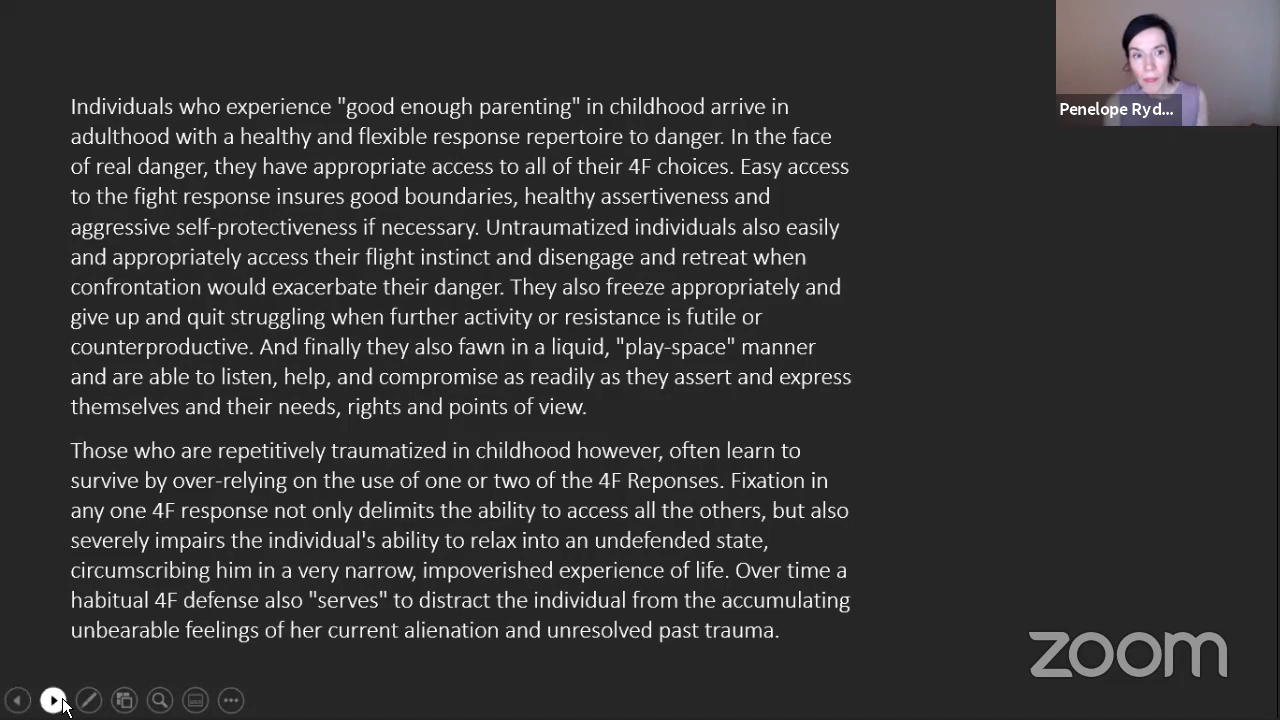 Individuals who experience "good enough parenting" in childhood arrive in
adulthood with a healthy and flexible response repertoire to danger. In the face
of real danger, they have appropriate access to all of their 4F choices. Easy access
to the fight response insures good boundaries, healthy assertiveness and
aggressive self-protectiveness if necessary. Untraumatized individuals also easily
and appropriately access their flight instinct and disengage and retreat when
confrontation would exacerbate their danger. They also freeze appropriately and
give up and quit struggling when further activity or resistance is futile or
counterproductive. And finally they also fawn in a liquid, "play-space" manner
and are able to listen, help, and compromise as readily as they assert and express
themselves and their needs, rights and points of view.
Those who are repetitively traumatized in childhood however, often learn to
survive by over-relying on the use of one or two of the 4F Reponses. Fixation in
any one 4F response not only delimits the ability to access all the others, but also
severely impairs the individual's ability to relax into an undefended state,
circumscribing him in a very narrow, impoverished experience of life. Over time a
habitual 4F defense also "serves" to distract the individual from the accumulating
unbearable feelings of her current alienation and unresolved past trauma.
Penelope Ryd...
zoom